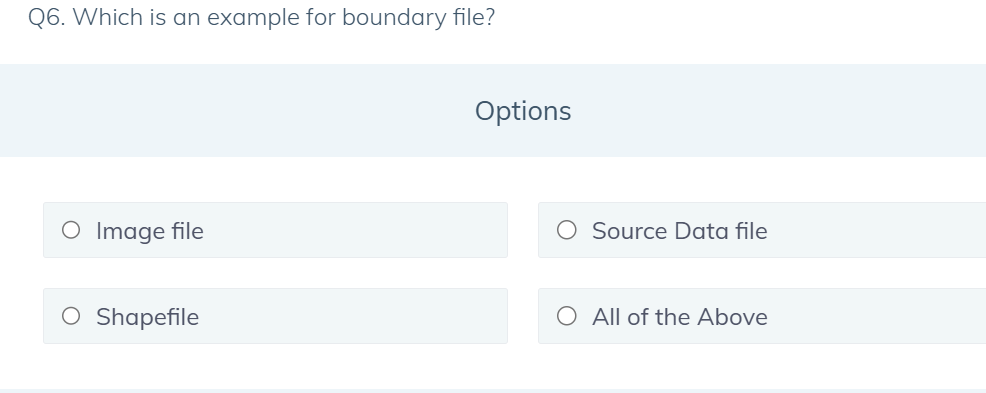 Q6. Which is an example for boundary file?
Options
Image file
Source Data file
Shapefile
All of the Above